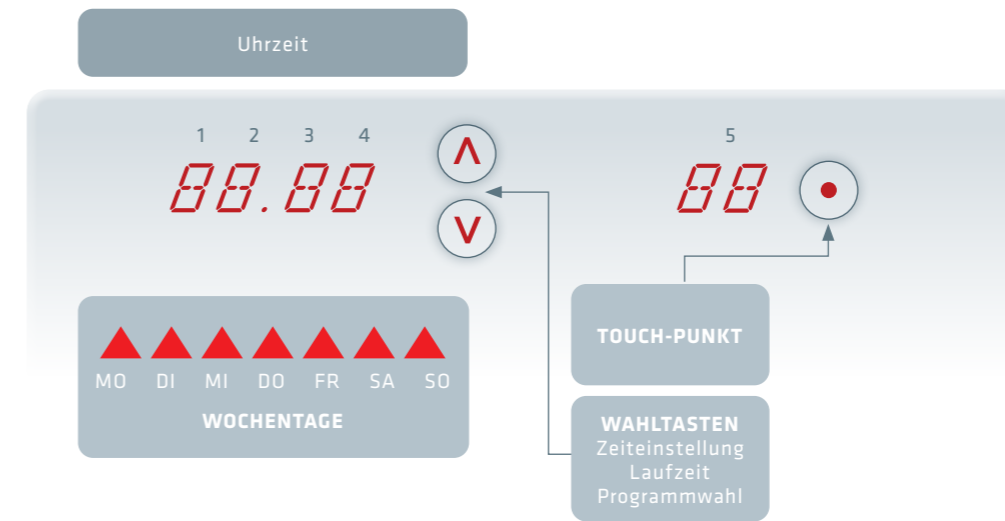 Uhrzeit
1 2 3 4
5
88.88
88
TOUCH-PUNKT
MO DI MI DO FR SA SO
WOCHENTAGE
WAHLTASTEN
Zeiteinstellung
Laufzeit
Programmwahl